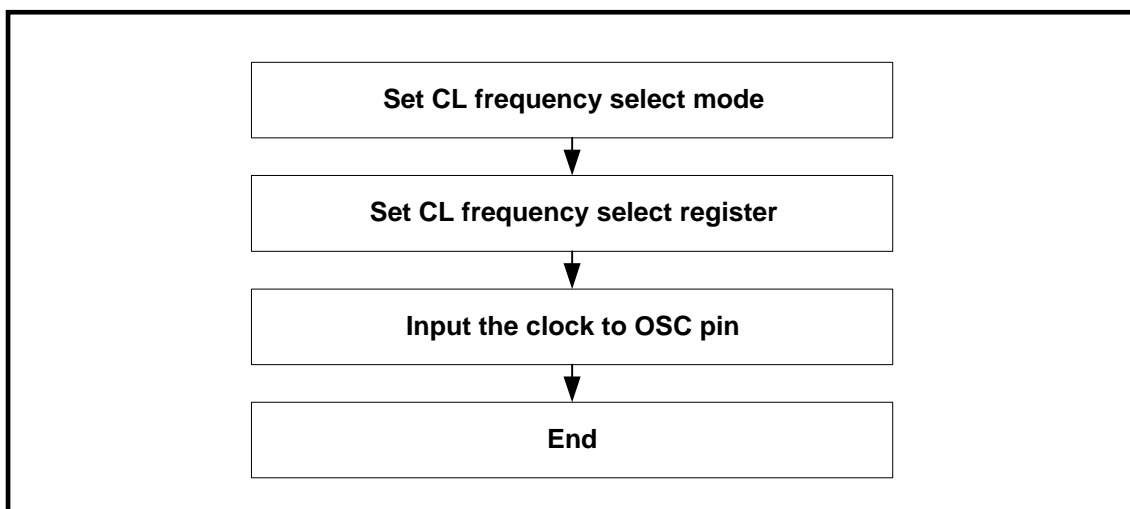 Set CL frequency select mode
Set CL frequency select register
Input the clock to OSC pin
End